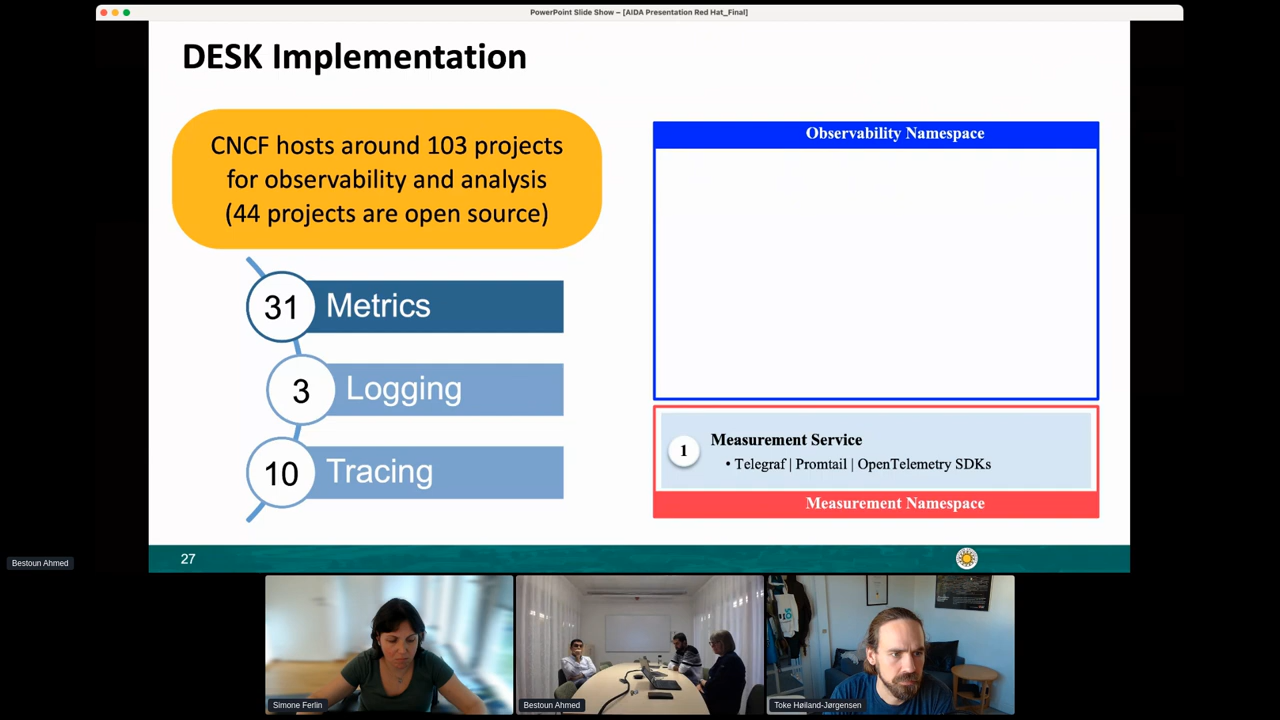 PowerPoint Slide Show – [AIDA Presentation Red Hat_Final]
DESK Implementation
CNCF hosts around 103 projects
for observability and analysis
(44 projects are open source)
31 Metrics
3 Logging
10 Tracing
Observability Namespace
1
Measurement Service
• Telegraf | Promtail | OpenTelemetry SDKs
Measurement Namespace
27
Bestoun Ahmed
Simone Ferlin
Bestoun Ahmed
Toke Høiland-Jørgensen